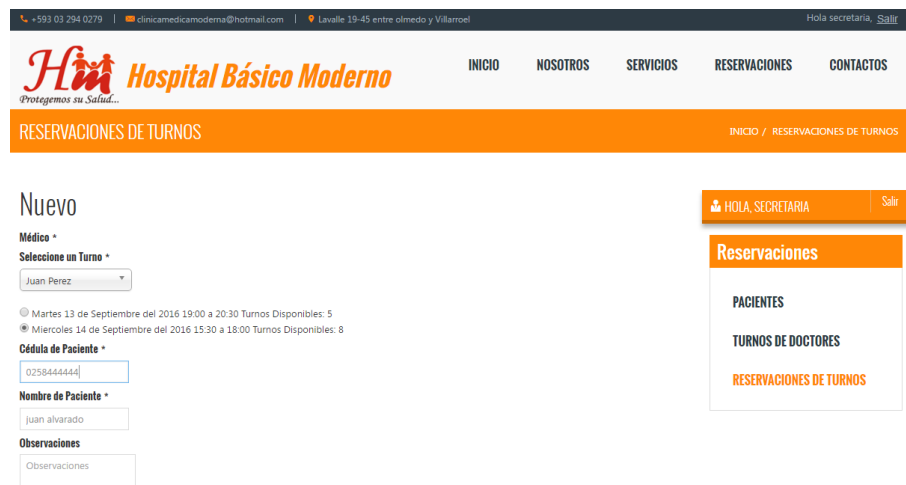 +593 03 294 0279 | clinicamedicamoderna@hotmail.com | Lavalle 19-45 entre olmedo y Villarroel
Hola secretaria, Salir
Hm
Protegemos su Salud...
Hospital Básico Moderno
INICIO NOSOTROS SERVICIOS RESERVACIONES CONTACTOS
RESERVACIONES DE TURNOS
INICIO / RESERVACIONES DE TURNOS
Nuevo
Médico *
Seleccione un Turno *
Juan Perez
Martes 13 de Septiembre del 2016 19:00 a 20:30 Turnos Disponibles: 5
Miercoles 14 de Septiembre del 2016 15:30 a 18:00 Turnos Disponibles: 8
Cédula de Paciente *
0258444444
Nombre de Paciente *
juan alvarado
Observaciones
Observaciones
HOLA, SECRETARIA
Salir
Reservaciones
PACIENTES
TURNOS DE DOCTORES
RESERVACIONES DE TURNOS